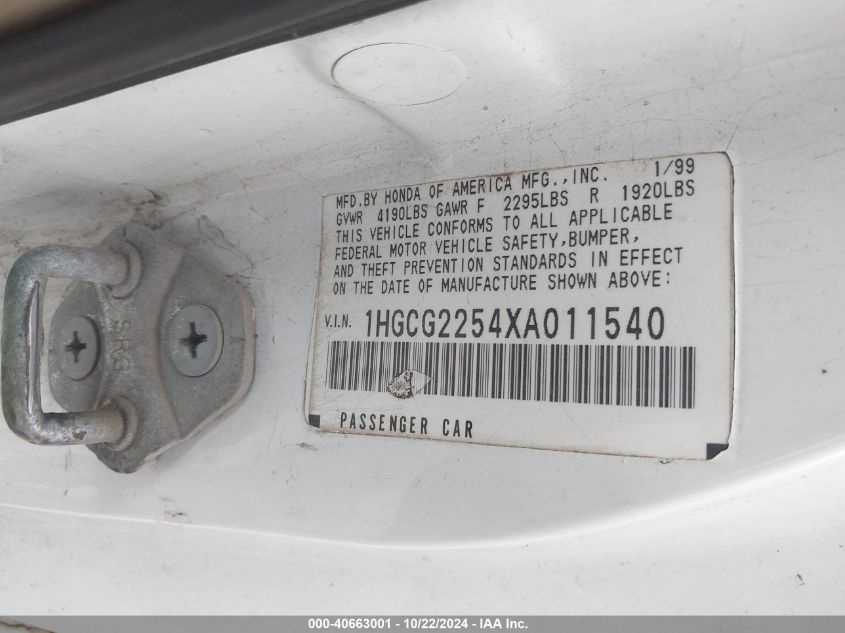 MFD.BY HONDA OF AMERICA MFG.,INC. 1/99
GVWR 4190LBS GAWR F 2295LBS R 1920LBS
THIS VEHICLE CONFORMS TO ALL APPLICABLE
FEDERAL MOTOR VEHICLE SAFETY,BUMPER,
AND THEFT PREVENTION STANDARDS IN EFFECT
ON THE DATE OF MANUFACTURE SHOWN ABOVE:
V.I.N. 1HGCG2254XA011540
PASSENGER CAR
000-40663001 - 10/22/2024 - IAA Inc.